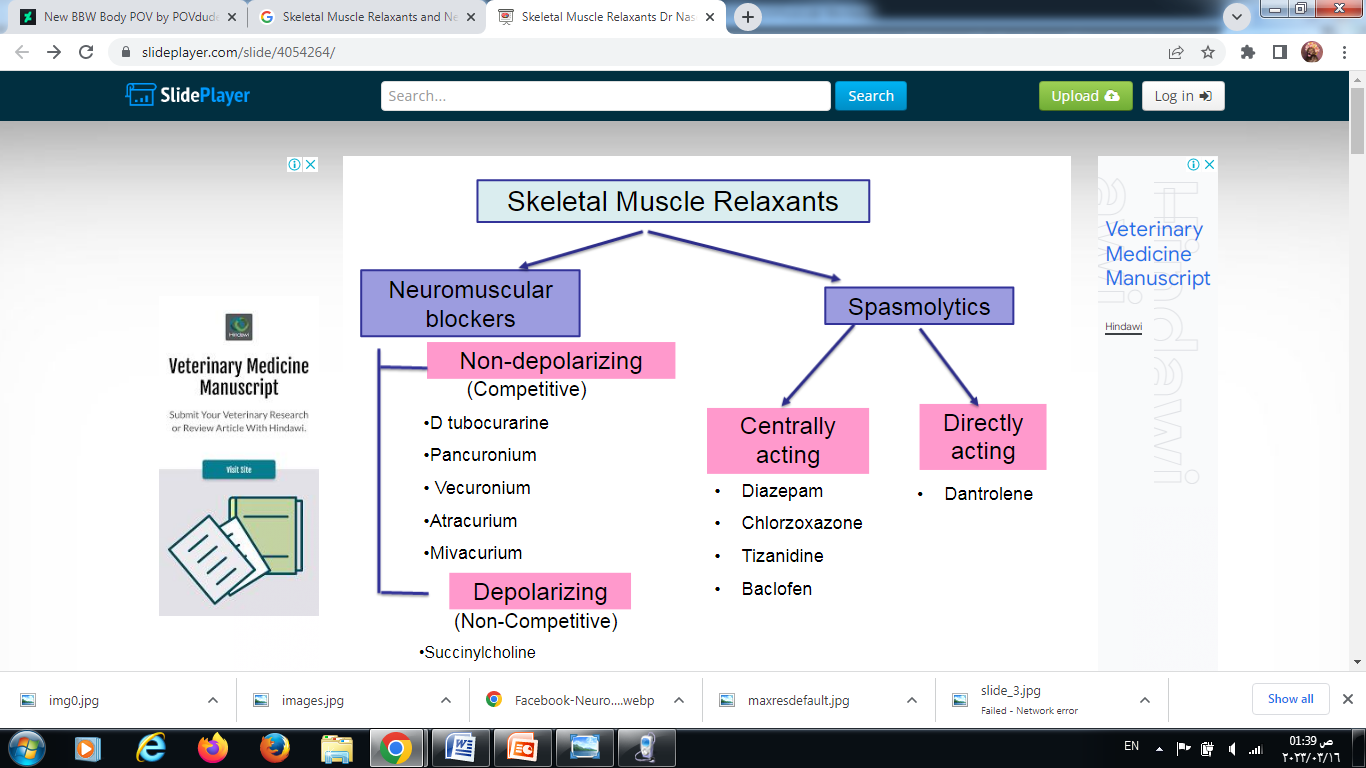 New BBW Body POV by POVdud
Skeletal Muscle Relaxants and Ne
Skeletal Muscle Relaxants Dr Nas
slideplayer.com/slide/4054264/
SlidePlayer
Search...
Search
Upload
Log in
Skeletal Muscle Relaxants
Neuromuscular
blockers
Non-depolarizing
(Competitive)
•D tubocurarine
•Pancuronium
• Vecuronium
•Atracurium
•Mivacurium
Depolarizing
(Non-Competitive)
•Succinylcholine
Spasmolytics
Centrally
acting
• Diazepam
• Chlorzoxazone
• Tizanidine
• Baclofen
Directly
acting
• Dantrolene
Hindawi
Veterinary Medicine
Manuscript
Submit Your Veterinary Research
or Review Article With Hindawi.
Visit Site
Veterinary
Medicine
Manuscript
Hindawi
Hindawi
img0.jpg
images.jpg
Facebook-Neuro....webp
maxresdefault.jpg
slide_3.jpg
Failed - Network error
Show all
EN
01:39 ص
٢٠٢٣/٠٣/١٦